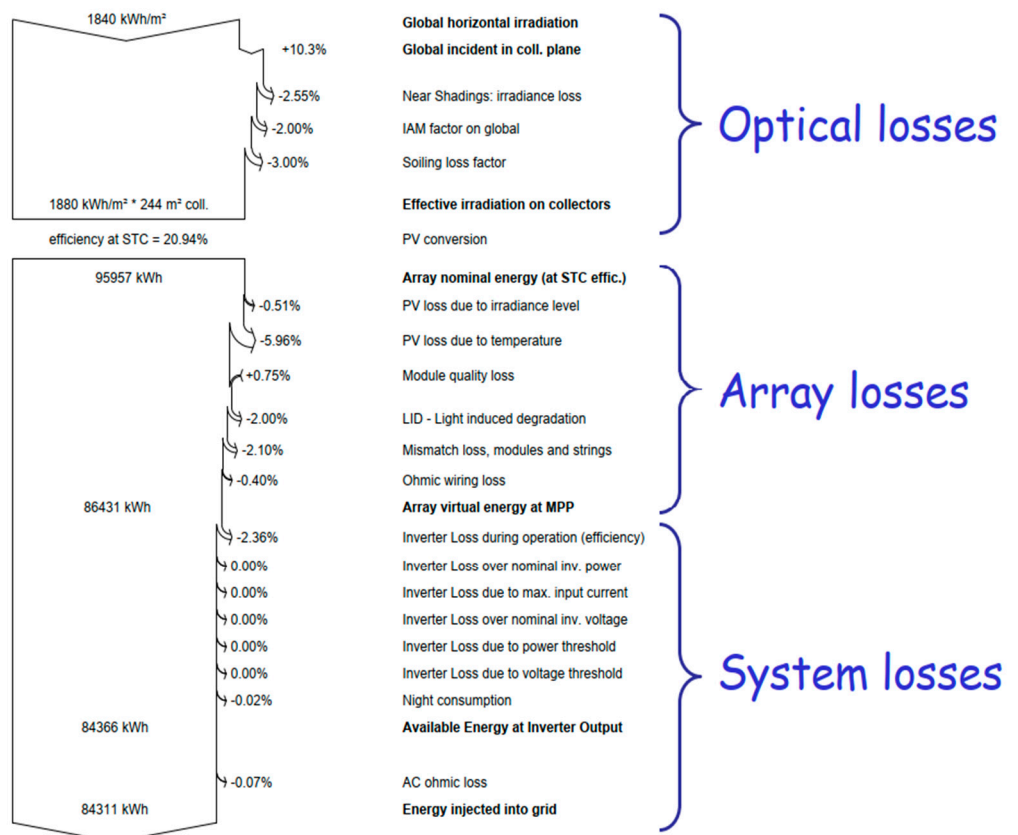 1840 kWh/m² Global horizontal irradiation
+10.3% Global incident in coll. plane
-2.55% Near Shadings: irradiance loss
-2.00% IAM factor on global
-3.00% Soiling loss factor
Optical losses
1880 kWh/m² * 244 m² coll. Effective irradiation on collectors
efficiency at STC = 20.94% PV conversion
95957 kWh Array nominal energy (at STC effic.)
-0.51% PV loss due to irradiance level
-5.96% PV loss due to temperature
+0.75% Module quality loss
-2.00% LID - Light induced degradation
-2.10% Mismatch loss, modules and strings
-0.40% Ohmic wiring loss
Array losses
86431 kWh Array virtual energy at MPP
-2.36% Inverter Loss during operation (efficiency)
0.00% Inverter Loss over nominal inv. power
0.00% Inverter Loss due to max. input current
0.00% Inverter Loss over nominal inv. voltage
0.00% Inverter Loss due to power threshold
0.00% Inverter Loss due to voltage threshold
-0.02% Night consumption
System losses
84366 kWh Available Energy at Inverter Output
-0.07% AC ohmic loss
84311 kWh Energy injected into grid